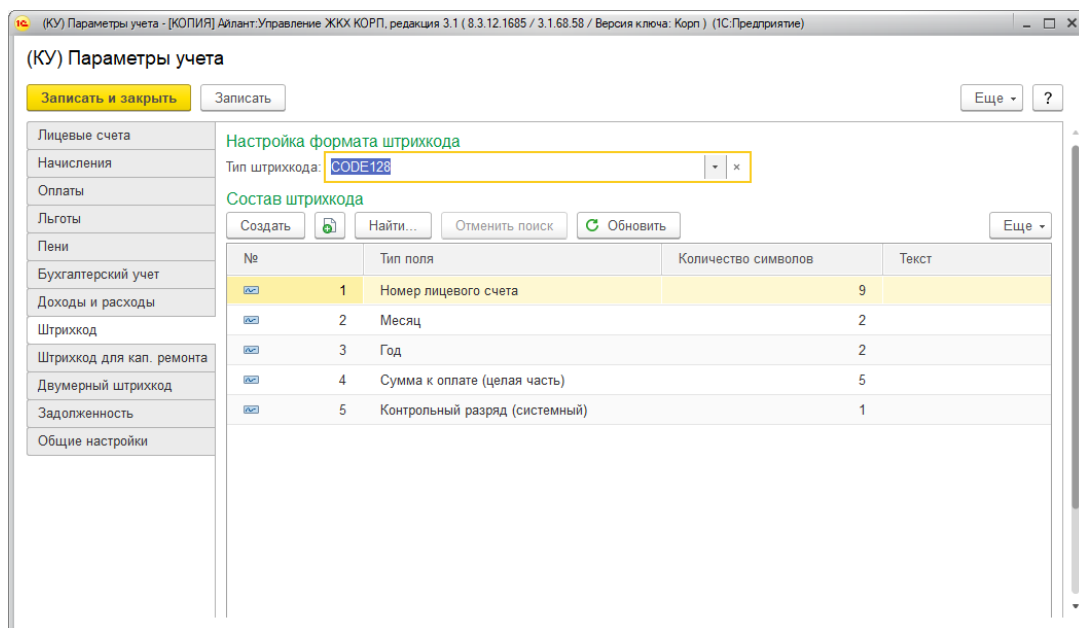 (КУ) Параметры учета - [КОПИЯ] Айлант:Управление ЖКХ КОРП, редакция 3.1 ( 8.3.12.1685 / 3.1.68.58 / Версия ключа: Корп ) (1С:Предприятие)
(КУ) Параметры учета
Записать и закрыть Записать Еще ?
Лицевые счета
Начисления
Оплаты
Льготы
Пени
Бухгалтерский учет
Доходы и расходы
Штрихкод
Штрихкод для кап. ремонта
Двумерный штрихкод
Задолженность
Общие настройки
Настройка формата штрихкода
Тип штрихкода: CODE128
Состав штрихкода
Создать Найти... Отменить поиск Обновить Еще
№ Тип поля Количество символов Текст
1 Номер лицевого счета 9
2 Месяц 2
3 Год 2
4 Сумма к оплате (целая часть) 5
5 Контрольный разряд (системный) 1